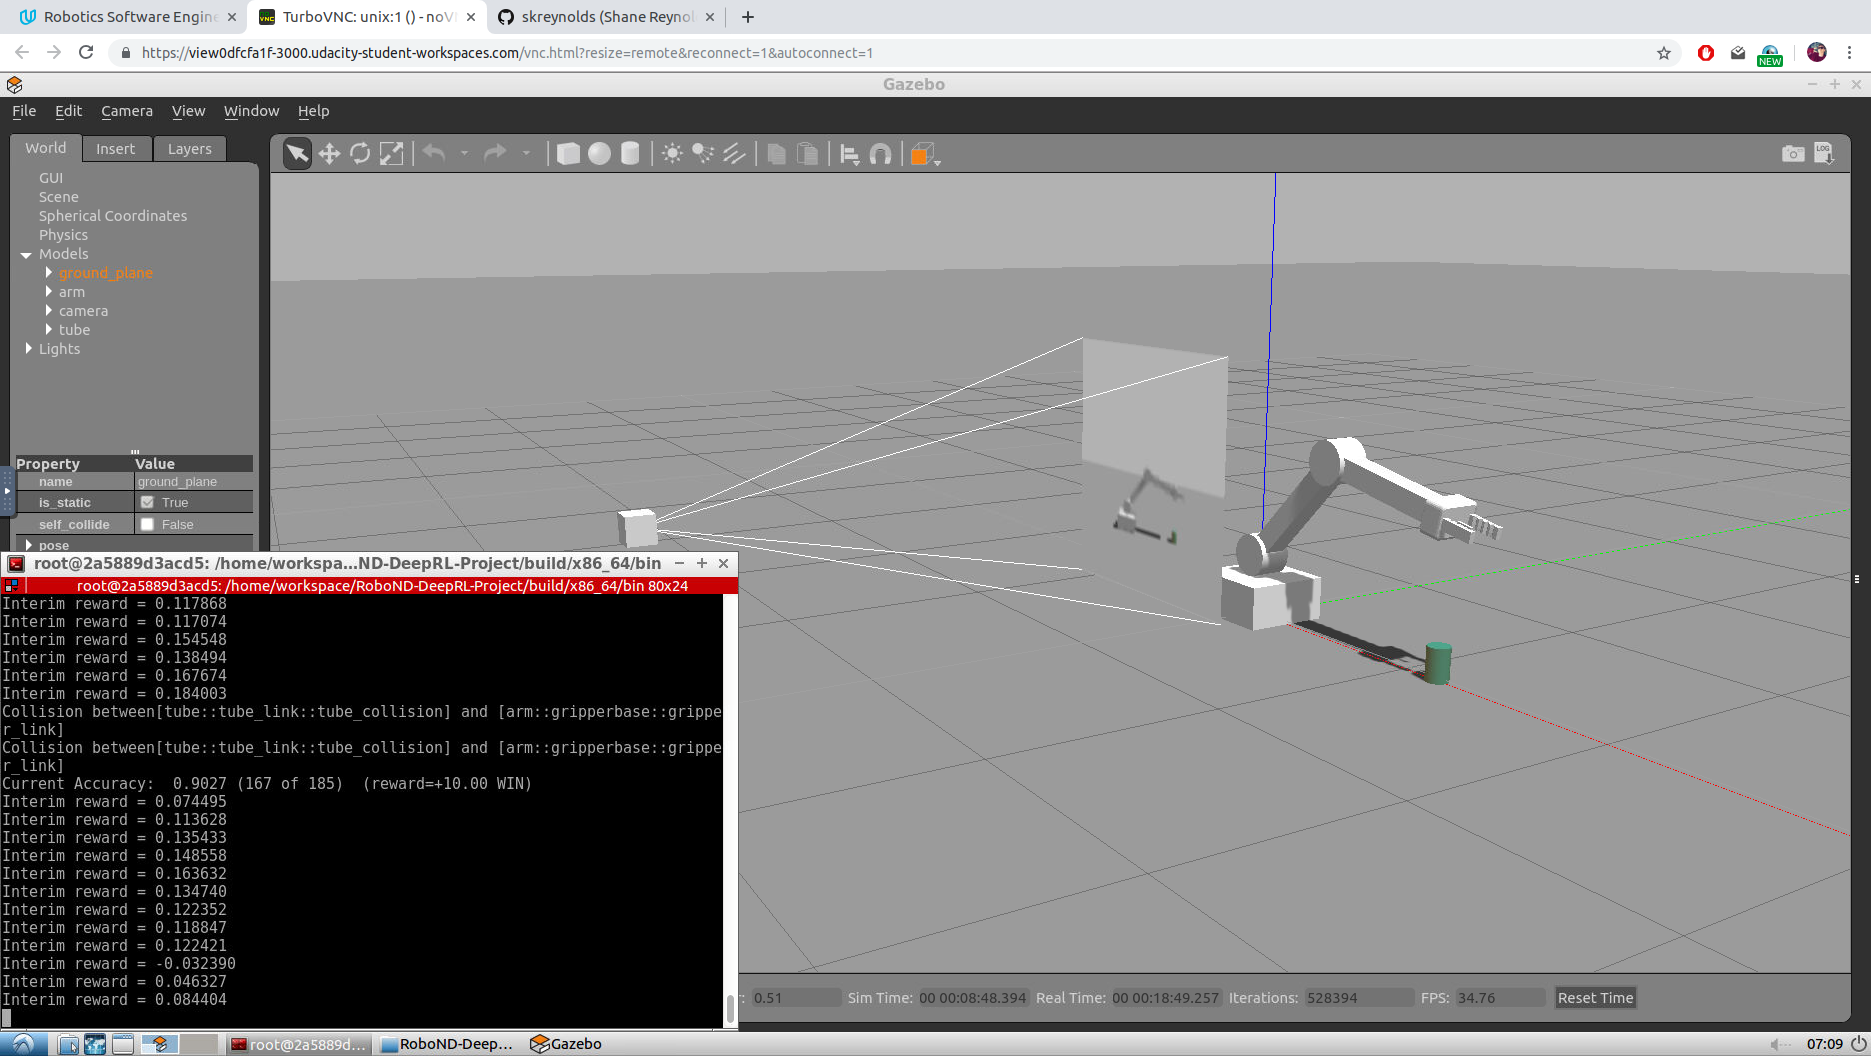 Robotics Software Engine
TurboVNC: unix:1 () - noV
skreynolds (Shane Reynol
https://view0dfcfa1f-3000.udacity-student-workspaces.com/vnc.html?resize=remote&reconnect=1&autoconnect=1
NEW
Gazebo
File Edit Camera View Window Help
World Insert Layers
LOG
GUI
Scene
Spherical Coordinates
Physics
Models
ground_plane
arm
camera
tube
Lights
Property Value
name ground_plane
is_static True
self_collide False
pose
root@2a5889d3acd5: /home/workspa...ND-DeepRL-Project/build/x86_64/bin
root@2a5889d3acd5: /home/workspace/RoboND-DeepRL-Project/build/x86_64/bin 80x24
Interim reward = 0.117868
Interim reward = 0.117074
Interim reward = 0.154548
Interim reward = 0.138494
Interim reward = 0.167674
Interim reward = 0.184003
Collision between[tube::tube_link::tube_collision] and [arm::gripperbase::grippe
r_link]
Collision between[tube::tube_link::tube_collision] and [arm::gripperbase::grippe
r_link]
Current Accuracy:  0.9027 (167 of 185)  (reward=+10.00 WIN)
Interim reward = 0.074495
Interim reward = 0.113628
Interim reward = 0.135433
Interim reward = 0.148558
Interim reward = 0.163632
Interim reward = 0.134740
Interim reward = 0.122352
Interim reward = 0.118847
Interim reward = 0.122421
Interim reward = -0.032390
Interim reward = 0.046327
Interim reward = 0.084404
: 0.51 Sim Time: 00 00:08:48.394 Real Time: 00 00:18:49.257 Iterations: 528394 FPS: 34.76 Reset Time
root@2a5889d... RoboND-Deep... Gazebo 07:09